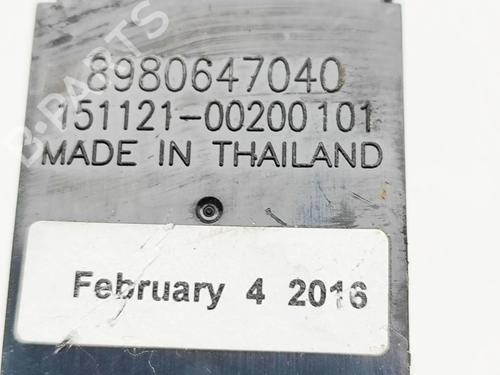 B-PARTS
8980647040
151121-00200101
MADE IN THAILAND
February 4 2016